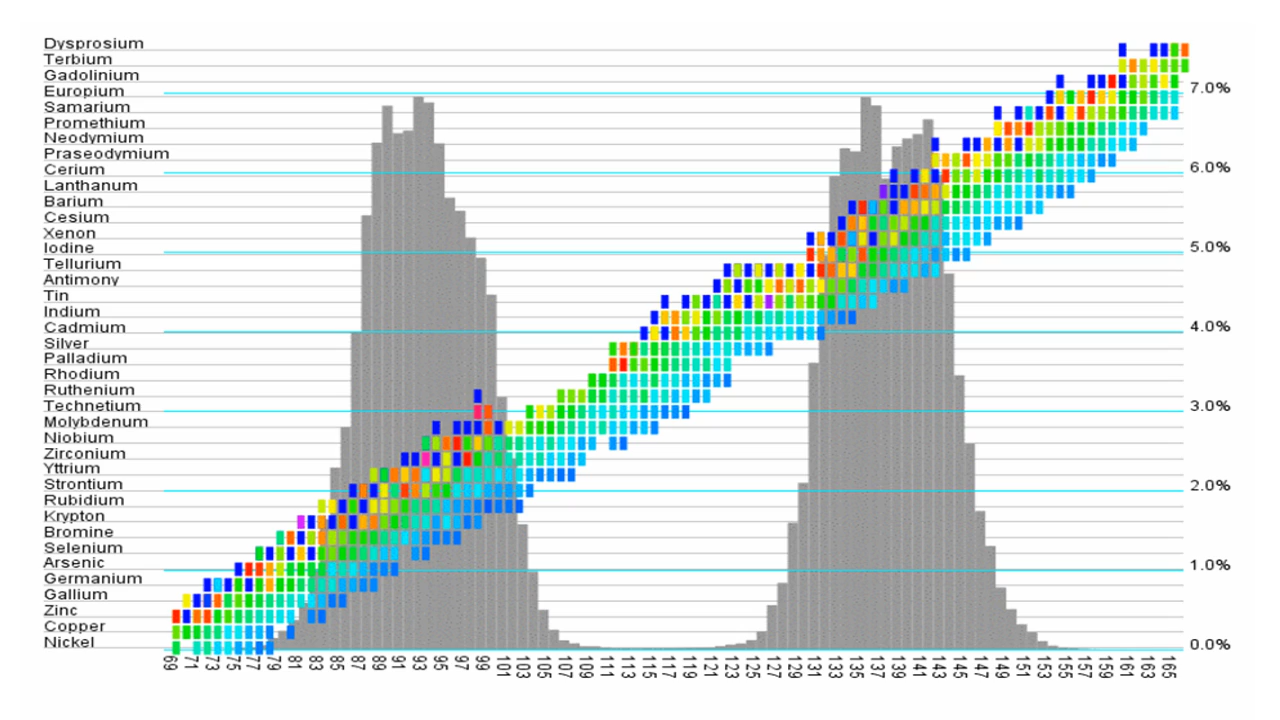 Dysprosium
Terbium
Gadolinium
Europium
7.0%
Samarium
Promethium
Neodymium
Praseodymium
Cerium
6.0%
Lanthanum
Barium
Cesium
Xenon
Iodine
5.0%
Tellurium
Antimony
Tin
Indium
Cadmium
4.0%
Silver
Palladium
Rhodium
Ruthenium
Technetium
3.0%
Molybdenum
Niobium
Zirconium
Yttrium
Strontium
2.0%
Rubidium
Krypton
Bromine
Selenium
Arsenic
1.0%
Germanium
Gallium
Zinc
Copper
Nickel
0.0%
69 71 73 75 77 79 81 83 85 87 89 91 93 95 97 99 101 103 105 107 109 111 113 115 117 119 121 123 125 127 129 131 133 135 137 139 141 143 145 147 149 151 153 155 157 159 161 163 165